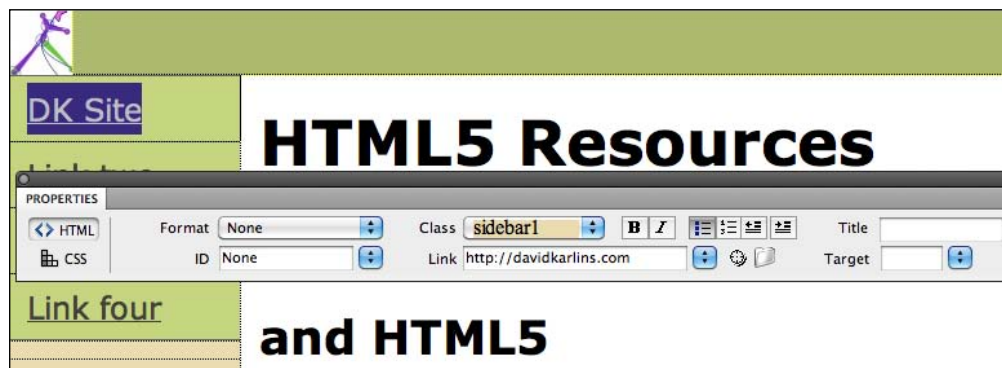 DK Site
HTML5 Resources
PROPERTIES
<> HTML
Format None
Class sidebar1
B I
Title
CSS
ID None
Link http://davidkarlins.com
Target
Link four
and HTML5